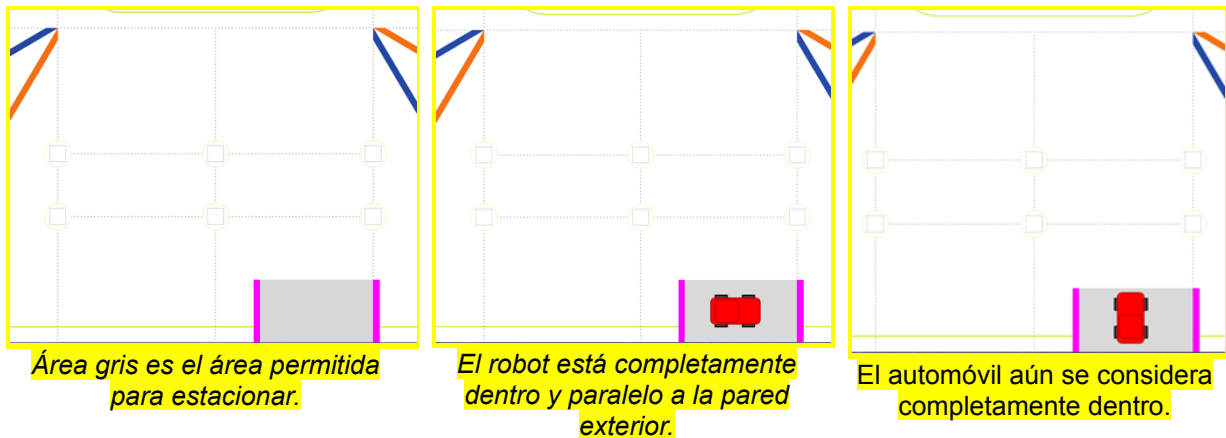 Área gris es el área permitida
para estacionar.
El robot está completamente
dentro y paralelo a la pared
exterior.
El automóvil aún se considera
completamente dentro.